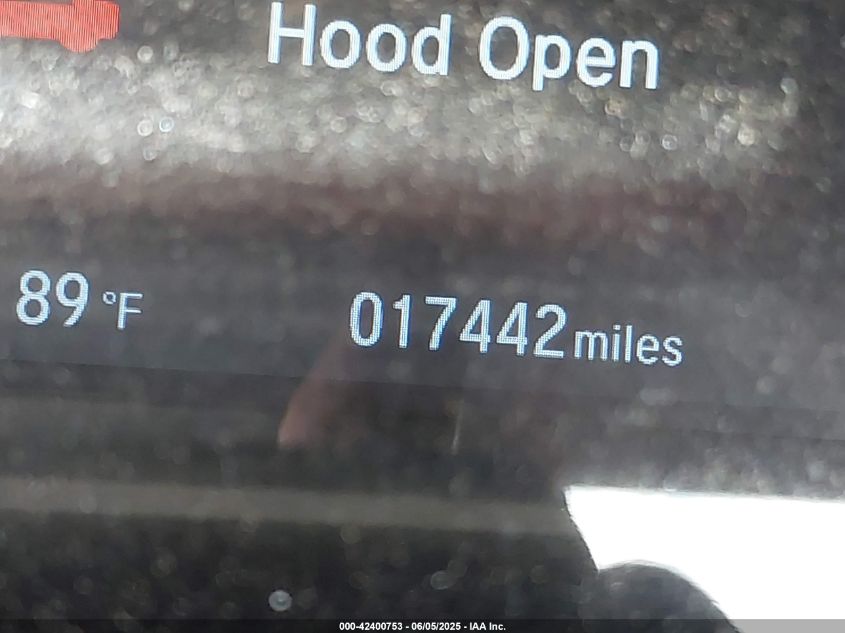 Hood Open
89 °F
017442 miles
000-42400753 - 06/05/2025 - IAA Inc.